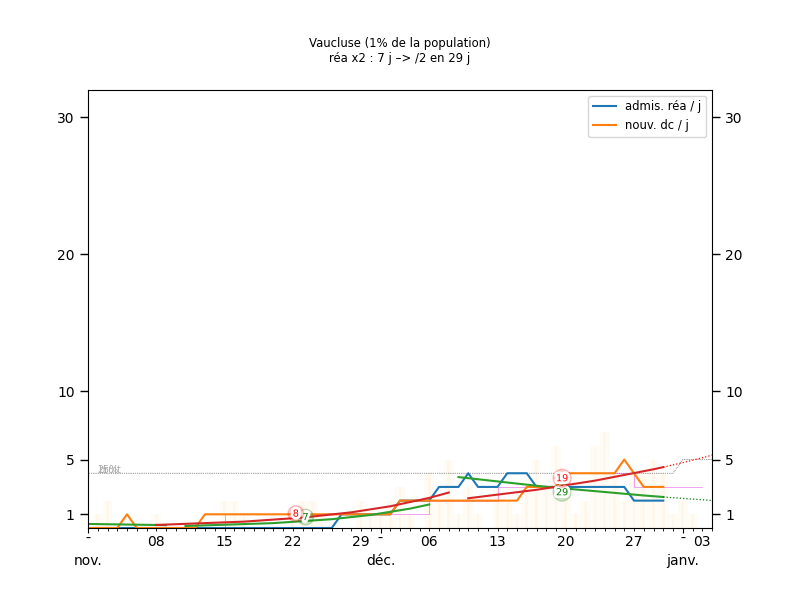 Vaucluse (1% de la population)
réa x2 : 7 j –> /2 en 29 j
admis. réa / j
nouv. dc / j
30 30
20 20
10 10
5 5
1 1
19
29
8 7
- 08 15 22 29 - 06 13 20 27 - 03
nov. déc. janv.